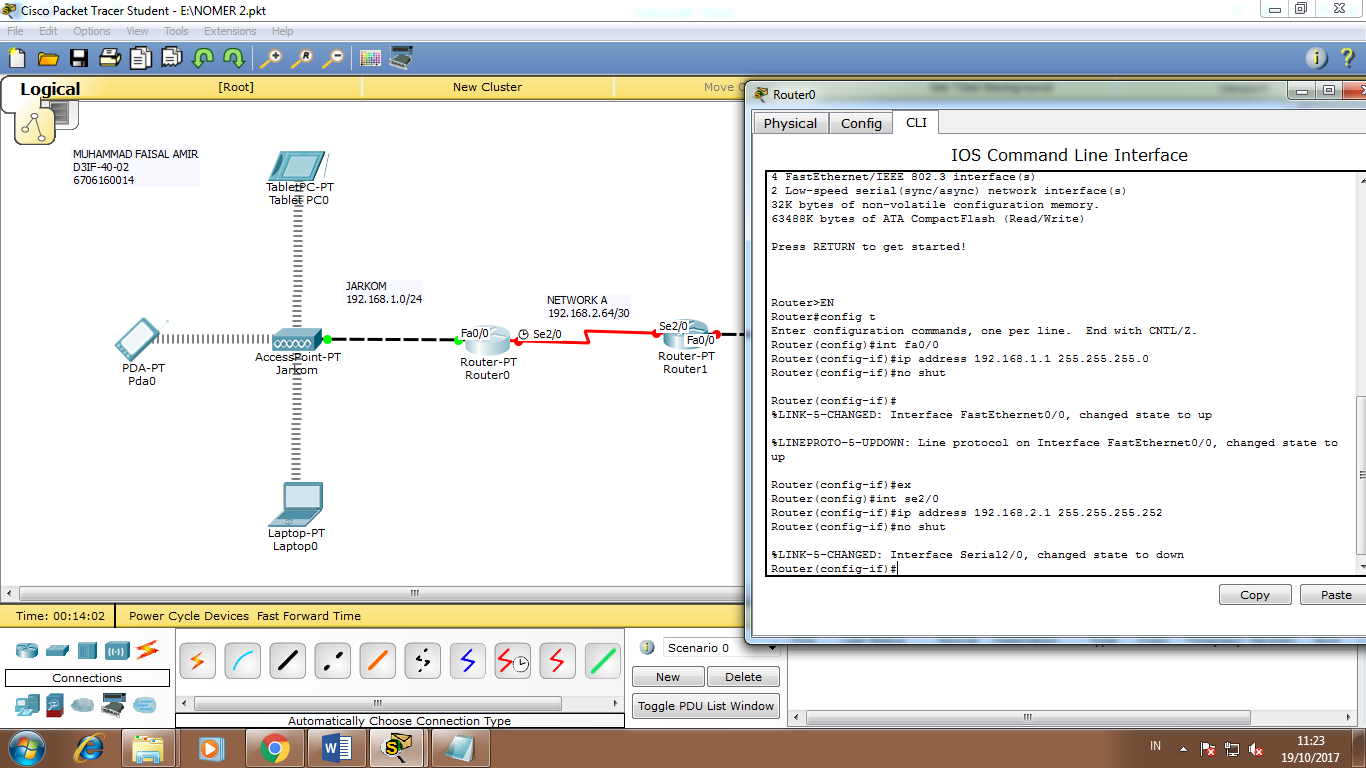 Cisco Packet Tracer Student - E:\NOMER 2.pkt
File Edit Options View Tools Extensions Help
Logical
[Root]
New Cluster
MUHAMMAD FAISAL AMIR
D3IF-40-02
6706160014
TabletPC-PT
Tablet PC0
JARKOM
192.168.1.0/24
NETWORK A
192.168.2.64/30
Fa0/0
Se2/0
Se2/0
Fa0/0
AccessPoint-PT
Jarkom
PDA-PT
Pda0
Router-PT
Router0
Router-PT
Router1
Laptop-PT
Laptop0
Router0
Physical
Config
CLI
IOS Command Line Interface
4 FastEthernet/IEEE 802.3 interface(s)
2 Low-speed serial(sync/async) network interface(s)
32K bytes of non-volatile configuration memory.
63488K bytes of ATA CompactFlash (Read/Write)
Press RETURN to get started!
Router>EN
Router#config t
Enter configuration commands, one per line.  End with CNTL/Z.
Router(config)#int fa0/0
Router(config-if)#ip address 192.168.1.1 255.255.255.0
Router(config-if)#no shut
Router(config-if)#
%LINK-5-CHANGED: Interface FastEthernet0/0, changed state to up
%LINEPROTO-5-UPDOWN: Line protocol on Interface FastEthernet0/0, changed state to
up
Router(config-if)#ex
Router(config)#int se2/0
Router(config-if)#ip address 192.168.2.1 255.255.255.252
Router(config-if)#no shut
%LINK-5-CHANGED: Interface Serial2/0, changed state to down
Router(config-if)#
Copy
Paste
Time: 00:14:02
Power Cycle Devices  Fast Forward Time
Connections
Automatically Choose Connection Type
Scenario 0
New
Delete
Toggle PDU List Window
IN
11:23
19/10/2017